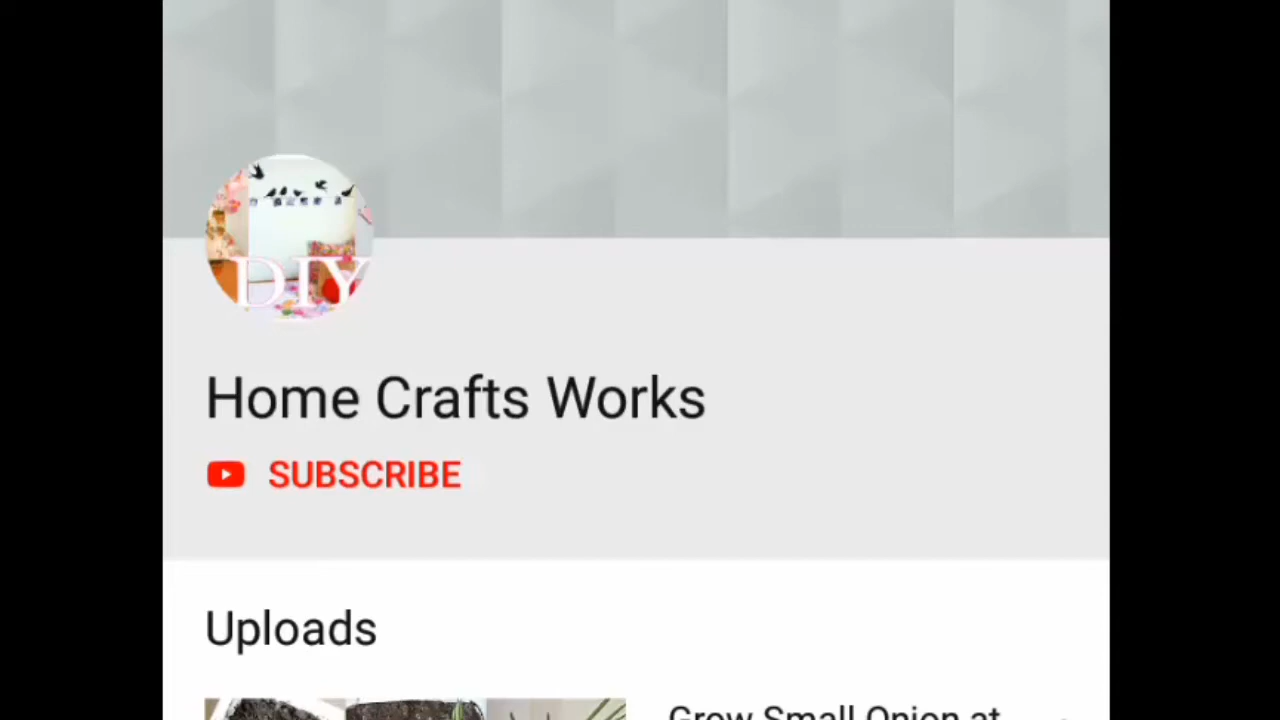 DIY
Home Crafts Works
SUBSCRIBE
Uploads
Grow Small Onion at